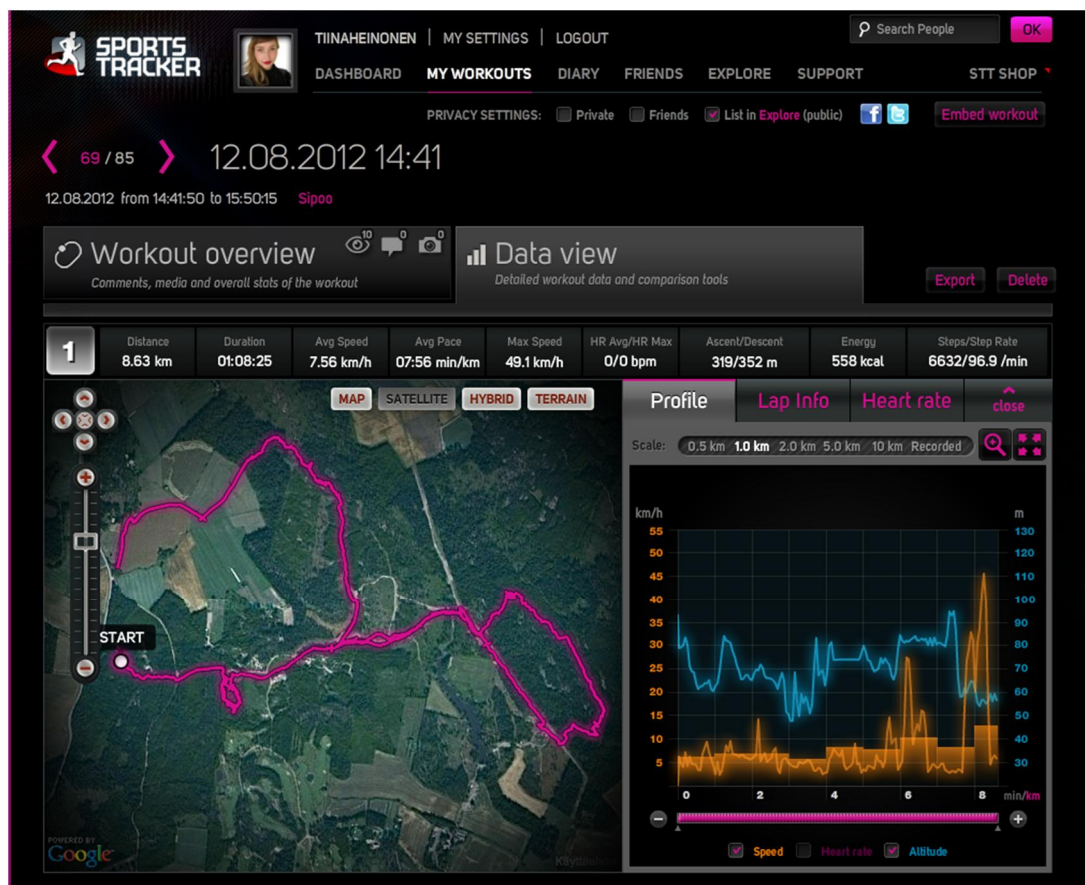 SPORTS
TRACKER
TIINAHEINONEN | MY SETTINGS | LOGOUT
Search People OK
DASHBOARD MY WORKOUTS DIARY FRIENDS EXPLORE SUPPORT STT SHOP
PRIVACY SETTINGS: Private Friends List in Explore (public) f t Embed workout
69 / 85 12.08.2012 14:41
12.08.2012 from 14:41:50 to 15:50:15 Sipoo
Workout overview 10 0 0
Comments, media and overall stats of the workout
Data view
Detailed workout data and comparison tools
Export Delete
1
Distance Duration Avg Speed Avg Pace Max Speed HR Avg/HR Max Ascent/Descent Energy Steps/Step Rate
8.63 km 01:08:25 7.56 km/h 07:56 min/km 49.1 km/h 0/0 bpm 319/352 m 558 kcal 6632/96.9 /min
MAP SATELLITE HYBRID TERRAIN
START
POWERED BY
Google
Profile Lap Info Heart rate close
Scale: 0.5 km 1.0 km 2.0 km 5.0 km 10 km Recorded
km/h m
55 130
50 120
45 110
40 100
35 90
30 80
25 70
20 60
15 50
10 40
5 30
0 2 4 6 8 min/km
Speed Heart rate Altitude